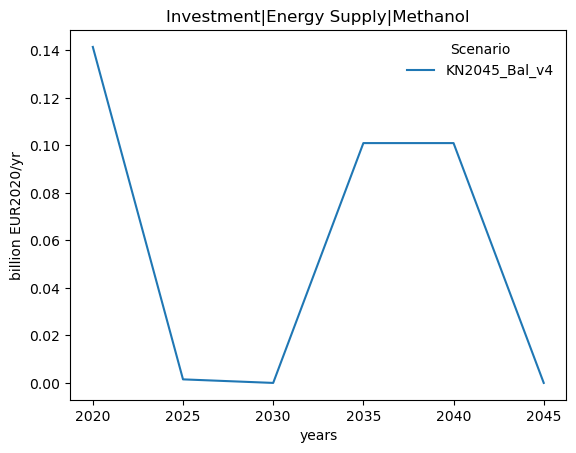 Investment|Energy Supply|Methanol
Scenario
KN2045_Bal_v4
billion EUR2020/yr
0.14
0.12
0.10
0.08
0.06
0.04
0.02
0.00
2020 2025 2030 2035 2040 2045
years